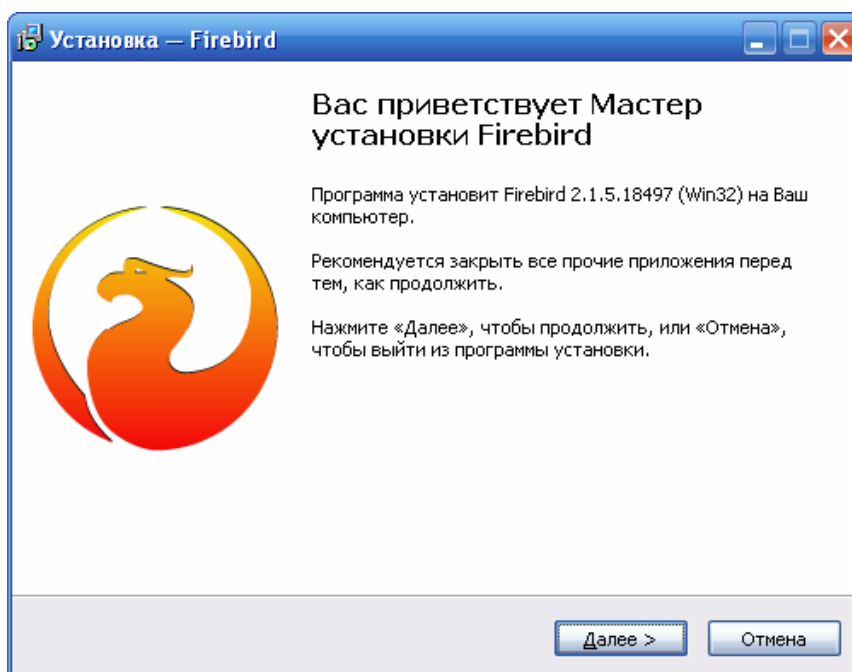 Установка — Firebird
Вас приветствует Мастер
установки Firebird
Программа установит Firebird 2.1.5.18497 (Win32) на Ваш
компьютер.
Рекомендуется закрыть все прочие приложения перед
тем, как продолжить.
Нажмите «Далее», чтобы продолжить, или «Отмена»,
чтобы выйти из программы установки.
Далее >
Отмена